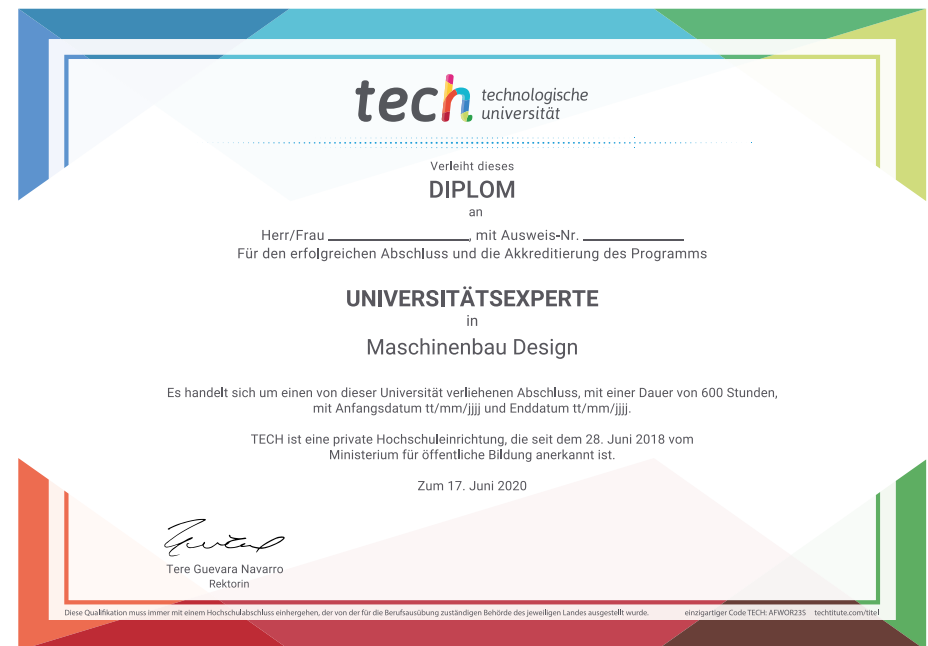 tech technologische
universität
Verleiht dieses
DIPLOM
an
Herr/Frau ________________, mit Ausweis-Nr. ____________
Für den erfolgreichen Abschluss und die Akkreditierung des Programms
UNIVERSITÄTSEXPERTE
in
Maschinenbau Design
Es handelt sich um einen von dieser Universität verliehenen Abschluss, mit einer Dauer von 600 Stunden,
mit Anfangsdatum tt/mm/jjjj und Enddatum tt/mm/jjjj.
TECH ist eine private Hochschuleinrichtung, die seit dem 28. Juni 2018 vom
Ministerium für öffentliche Bildung anerkannt ist.
Zum 17. Juni 2020
Tere Guevara Navarro
Rektorin
Diese Qualifikation muss immer mit einem Hochschulabschluss einhergehen, der von der für die Berufsausübung zuständigen Behörde des jeweiligen Landes ausgestellt wurde. einzigartiger Code TECH: AFWOR23S techtitute.com/titel